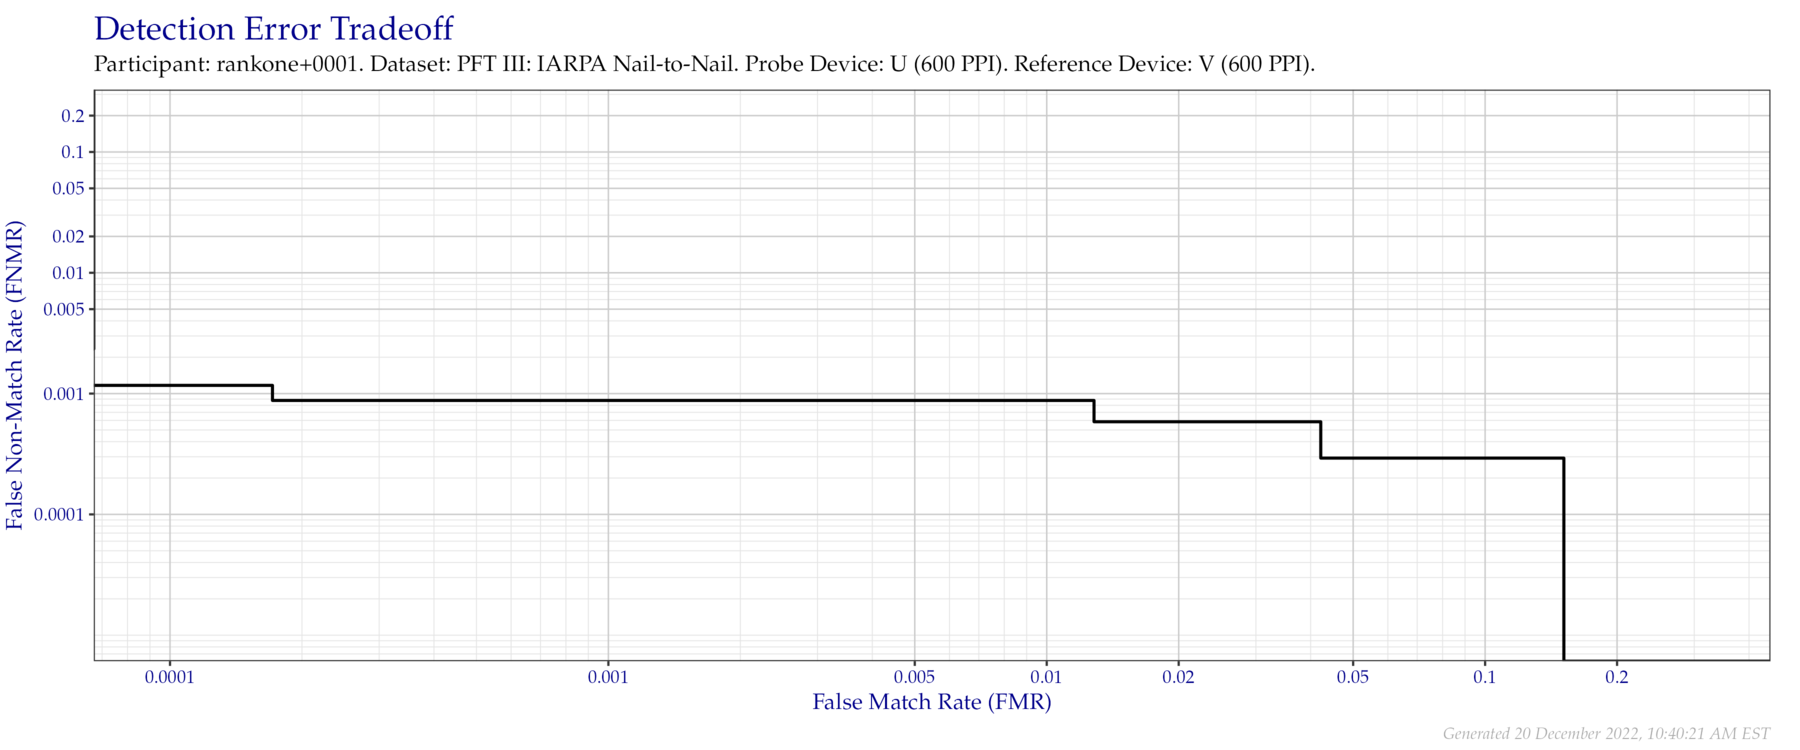 Detection Error Tradeoff
Participant: rankone+0001. Dataset: PFT III: IARPA Nail-to-Nail. Probe Device: U (600 PPI). Reference Device: V (600 PPI).
False Non-Match Rate (FNMR)
0.2
0.1
0.05
0.02
0.01
0.005
0.001
0.0001
0.0001 0.001 0.005 0.01 0.02 0.05 0.1 0.2
False Match Rate (FMR)
Generated 20 December 2022, 10:40:21 AM EST